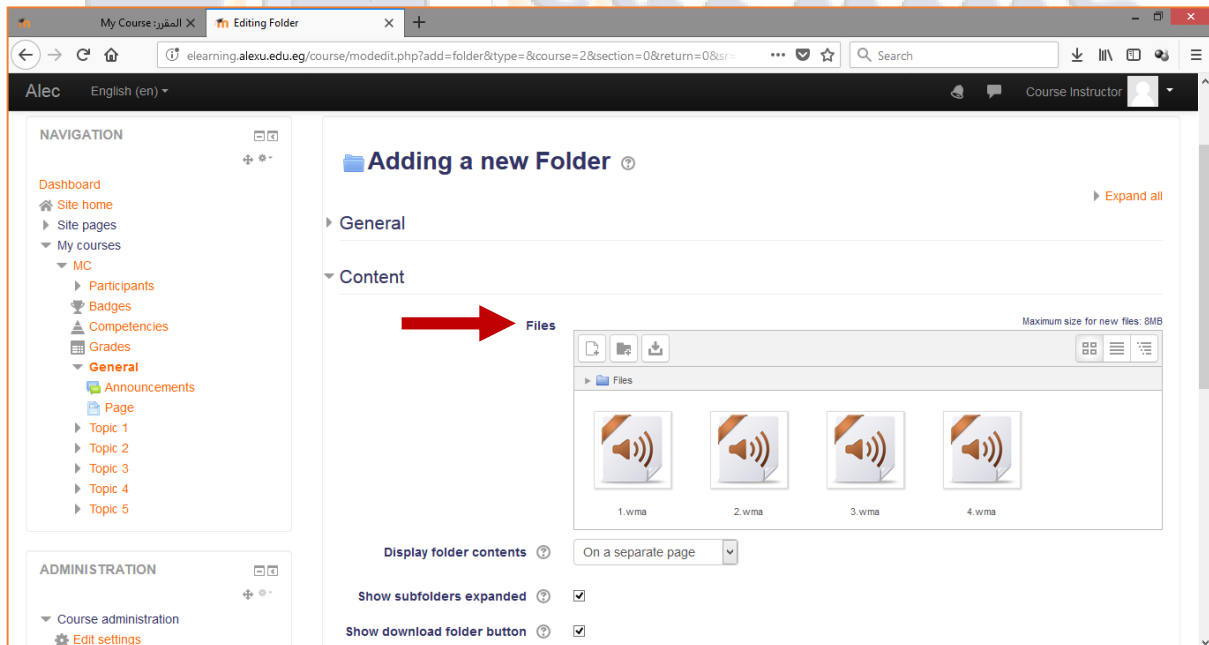 My Course :المقرر
Editing Folder
elearning.alexu.edu.eg/course/modedit.php?add=folder&type=&course=2&section=0&return=0&sr=
Search
Alec
English (en)
Course Instructor
NAVIGATION
Dashboard
Site home
Site pages
My courses
MC
Participants
Badges
Competencies
Grades
General
Announcements
Page
Topic 1
Topic 2
Topic 3
Topic 4
Topic 5
ADMINISTRATION
Course administration
Edit settings
Adding a new Folder
Expand all
General
Content
Files
Maximum size for new files: 8MB
Files
1.wma
2.wma
3.wma
4.wma
Display folder contents
On a separate page
Show subfolders expanded
Show download folder button